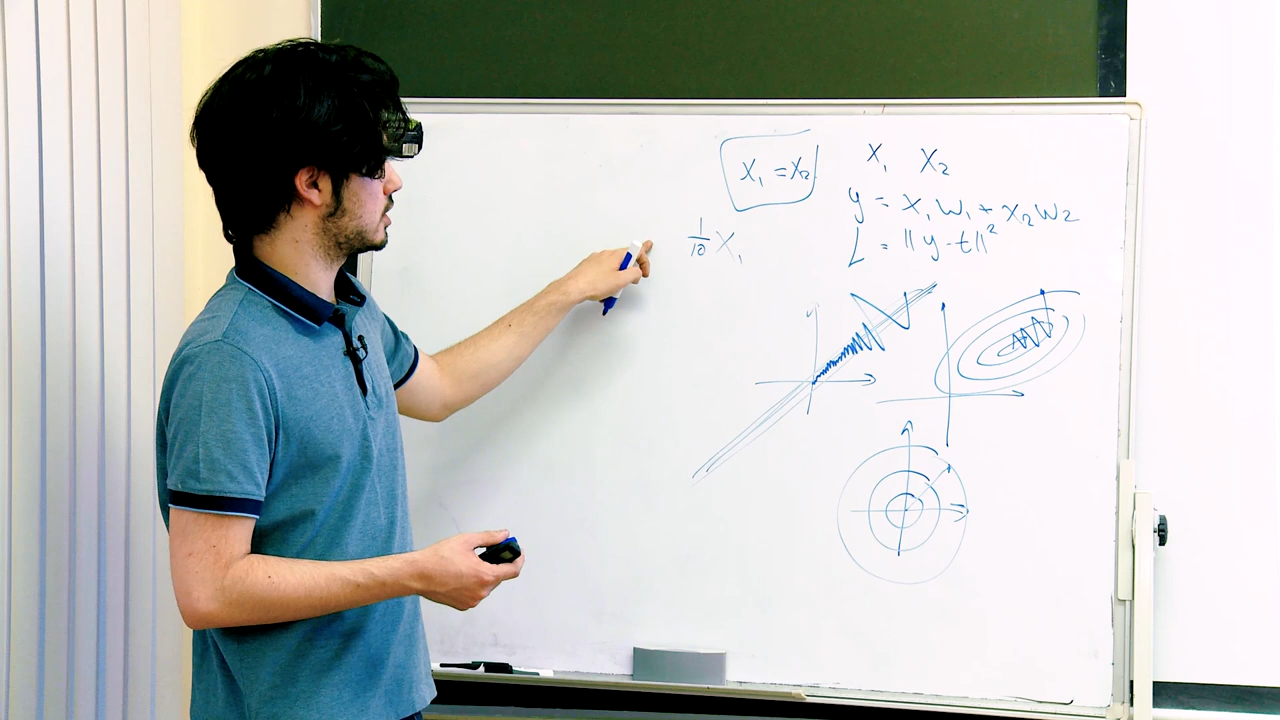 X₁ = X₂
X₁ X₂
y = X₁W₁ + X₂W₂
L = ||y - t||²
1/10 X₁